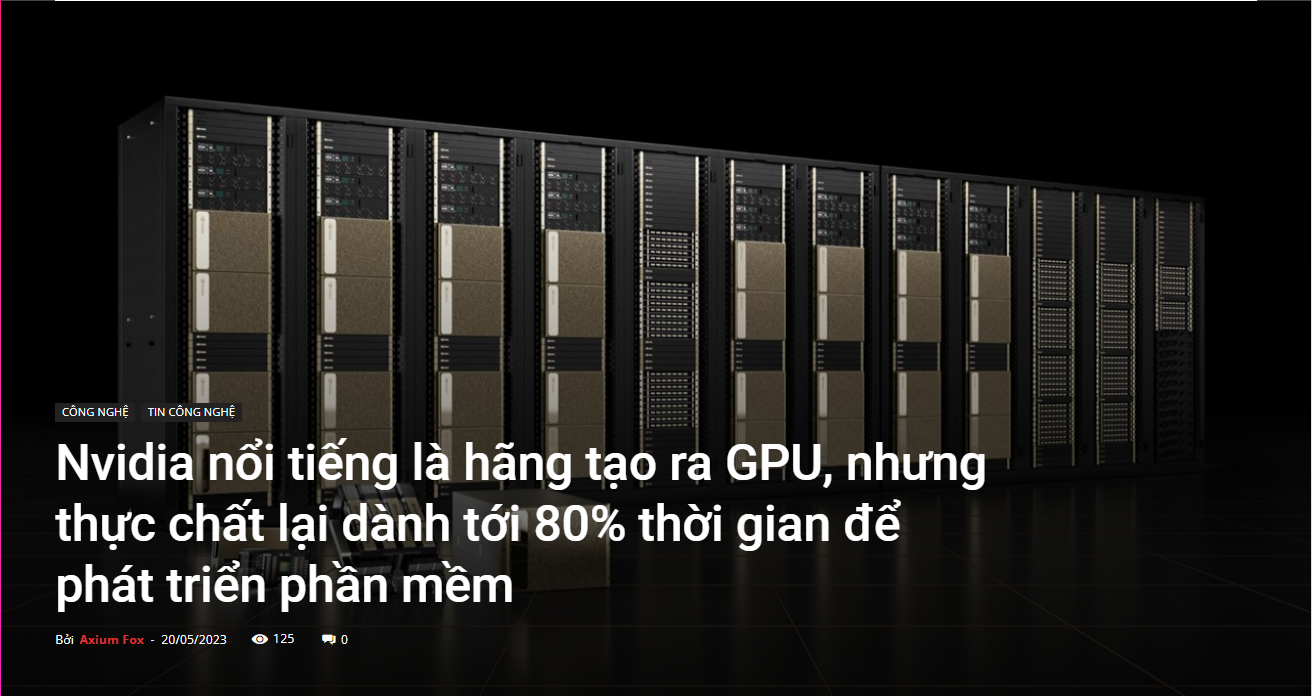 CÔNG NGHỆ TIN CÔNG NGHỆ
Nvidia nổi tiếng là hãng tạo ra GPU, nhưng
thực chất lại dành tới 80% thời gian để
phát triển phần mềm
Bởi Axium Fox - 20/05/2023 125 0